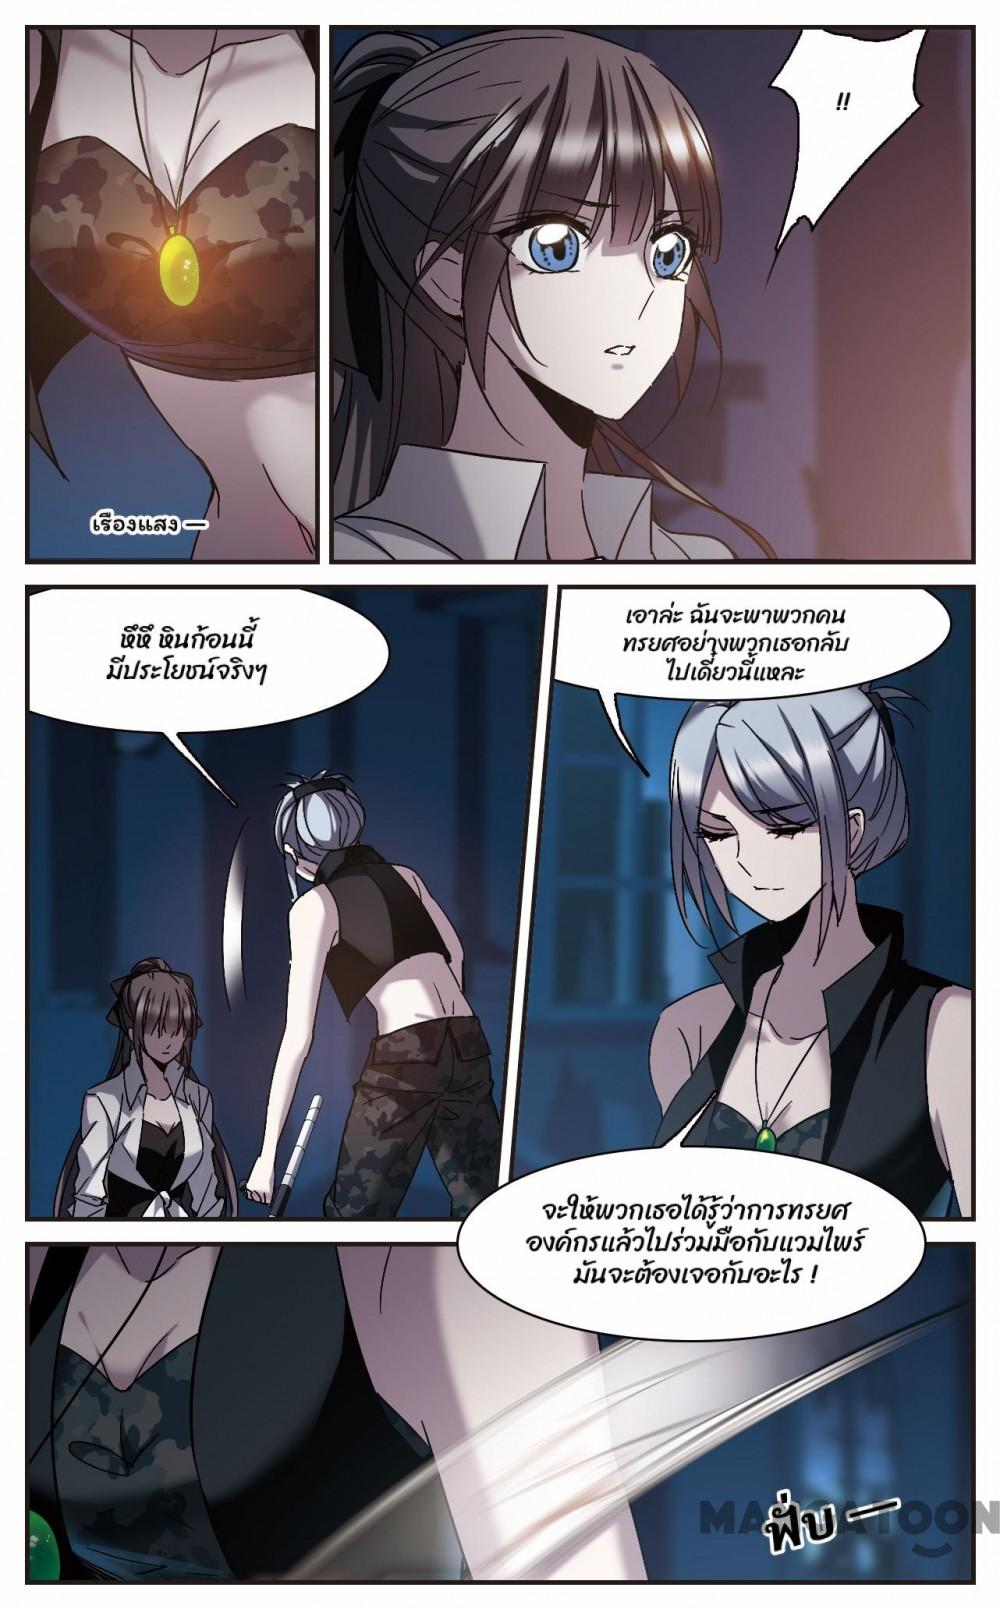 !!
เรืองแสง —
หึหึ หินก้อนนี้
มีประโยชน์จริงๆ
เอาล่ะ ฉันจะพาพวกคน
ทรยศอย่างพวกเธอกลับ
ไปเดี๋ยวนี้แหละ
จะให้พวกเธอได้รู้ว่าการทรยศ
องค์กรแล้วไปร่วมมือกับแวมไพร์
มันจะต้องเจอกับอะไร !
ฟั่บ —
MANGATOON